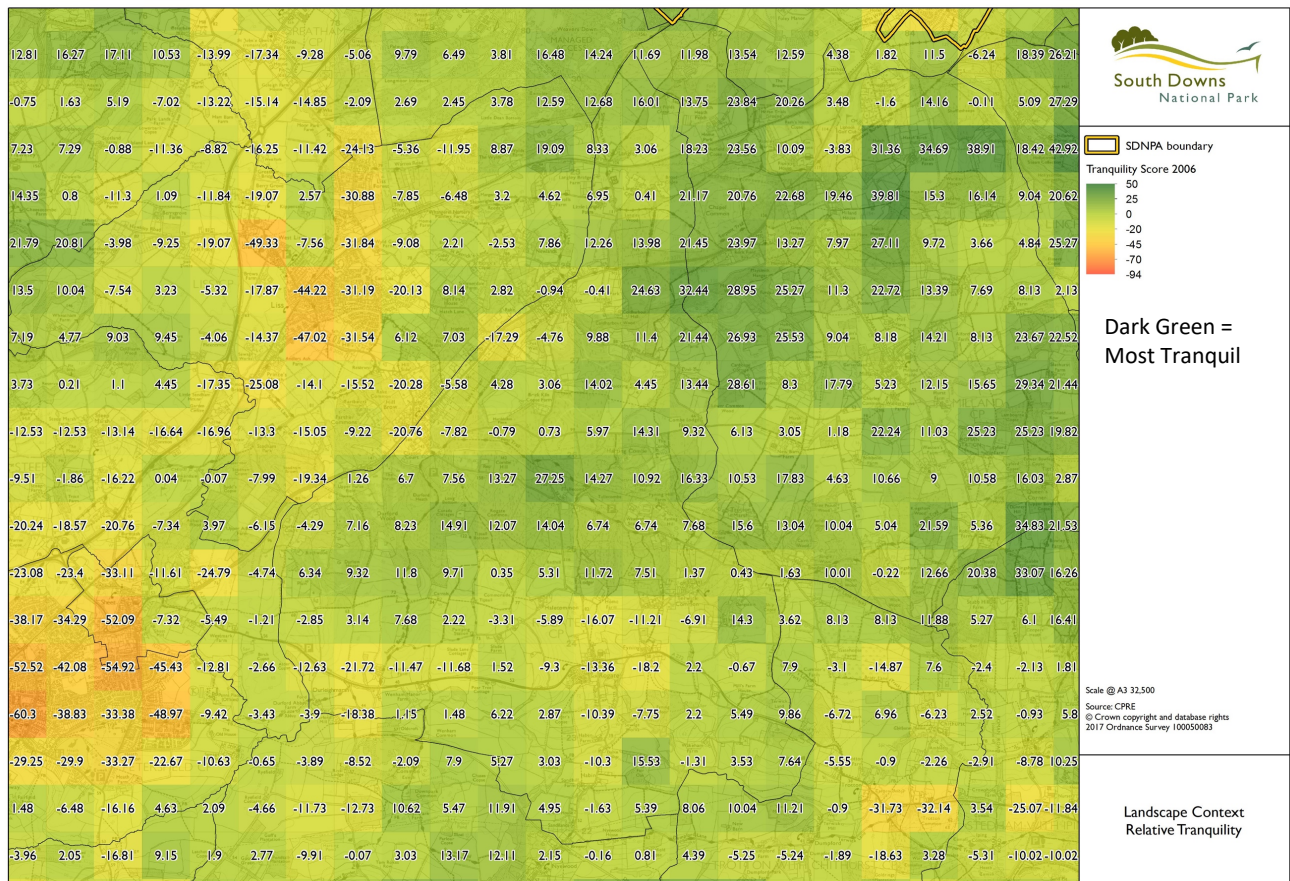 12.81 16.27 17.11 10.53 -13.99 -17.34 -9.28 -5.06 9.79 6.49 3.81 16.48 14.24 11.69 11.98 13.54 12.59 4.38 1.82 11.5 -6.24 18.39 26.21
-0.75 1.63 5.19 -7.02 -13.22 -15.14 -14.85 -2.09 2.69 2.45 3.78 12.59 12.68 16.01 13.75 23.84 20.26 3.48 -1.6 14.16 -0.11 5.09 27.29
7.23 7.29 -0.88 -11.36 -8.82 -16.25 -11.42 -24.13 -5.36 -11.95 8.87 19.09 8.33 3.06 18.23 23.56 10.09 -3.83 31.36 34.69 38.91 18.42 42.92
14.35 0.8 -11.3 1.09 -11.84 -19.07 2.57 -30.88 -7.85 -6.48 3.2 4.62 6.95 0.41 21.17 20.76 22.68 19.46 39.81 15.3 16.14 9.04 20.62
21.79 20.81 -3.98 -9.25 -19.07 -49.33 -7.56 -31.84 -9.08 2.21 -2.53 7.86 12.26 13.98 21.45 23.97 13.27 7.97 27.11 9.72 3.66 4.84 25.27
13.5 10.04 -7.54 3.23 -5.32 -17.87 -44.22 -31.19 -20.13 8.14 2.82 -0.94 -0.41 24.63 32.44 28.95 25.27 11.3 22.72 13.39 7.69 8.13 2.13
7.19 4.77 9.03 9.45 -4.06 -14.37 -47.02 -31.54 6.12 7.03 -17.29 -4.76 9.88 11.4 21.44 26.93 25.53 9.04 8.18 14.21 8.13 23.67 22.52
3.73 0.21 1.1 4.45 -17.35 -25.08 -14.1 -15.52 -20.28 -5.58 4.28 3.06 14.02 4.45 13.44 28.61 8.3 17.79 5.23 12.15 15.65 29.34 21.44
-12.53 -12.53 -13.14 -16.64 -16.96 -13.3 -15.05 -9.22 -20.76 -7.82 -0.79 0.73 5.97 14.31 9.32 6.13 3.05 1.18 22.24 11.03 25.23 25.23 19.82
-9.51 -1.86 -16.22 0.04 -0.07 -7.99 -19.34 1.26 6.7 7.56 13.27 27.25 14.27 10.92 16.33 10.53 17.83 4.63 10.66 9 10.58 16.03 2.87
-20.24 -18.57 -20.76 -7.34 3.97 -6.15 -4.29 7.16 8.23 14.91 12.07 14.04 6.74 6.74 7.68 15.6 13.04 10.04 5.04 21.59 5.36 34.83 21.53
-23.08 -23.4 -33.11 -11.61 -24.79 -4.74 6.34 9.32 11.8 9.71 0.35 5.31 11.72 7.51 1.37 0.43 1.63 10.01 -0.22 12.66 20.38 33.07 16.26
-38.17 -34.29 -52.09 -7.32 -5.49 -1.21 -2.85 3.14 7.68 2.22 -3.31 -5.89 -16.07 -11.21 -6.91 14.3 3.62 8.13 8.13 11.88 5.27 6.1 16.41
-52.52 -42.08 -54.92 -45.43 -12.81 -2.66 -12.63 -21.72 -11.47 -11.68 1.52 -9.3 -13.36 -18.2 2.2 -0.67 7.9 -3.1 -14.87 7.6 -2.4 -2.13 1.81
-60.3 -38.83 -33.38 -48.97 -9.42 -3.43 -3.9 -18.38 1.15 1.48 6.22 2.87 -10.39 -7.75 2.2 5.49 9.86 -6.72 6.96 -6.23 2.52 -0.93 5.8
-29.25 -29.9 -33.27 -22.67 -10.63 -0.65 -3.89 -8.52 -2.09 7.9 5.27 3.03 -10.3 15.53 -1.31 3.53 7.64 -5.55 -0.9 -2.26 -2.91 -8.78 10.25
1.48 -6.48 -16.16 4.63 2.09 -4.66 -11.73 -12.73 10.62 5.47 11.91 4.95 -1.63 5.39 8.06 10.04 11.21 -0.9 -31.73 -32.14 3.54 -25.07 -11.84
-3.96 2.05 -16.81 9.15 1.9 2.77 -9.91 -0.07 3.03 13.17 12.11 2.15 -0.16 0.81 4.39 -5.25 -5.24 -1.89 -18.63 3.28 -5.31 -10.02 -10.02
South Downs
National Park
SDNPA boundary
Tranquility Score 2006
50
25
0
-20
-45
-70
-94
Dark Green =
Most Tranquil
Scale @ A3 32,500
Source: CPRE
© Crown copyright and database rights
2017 Ordnance Survey 100050083
Landscape Context
Relative Tranquility